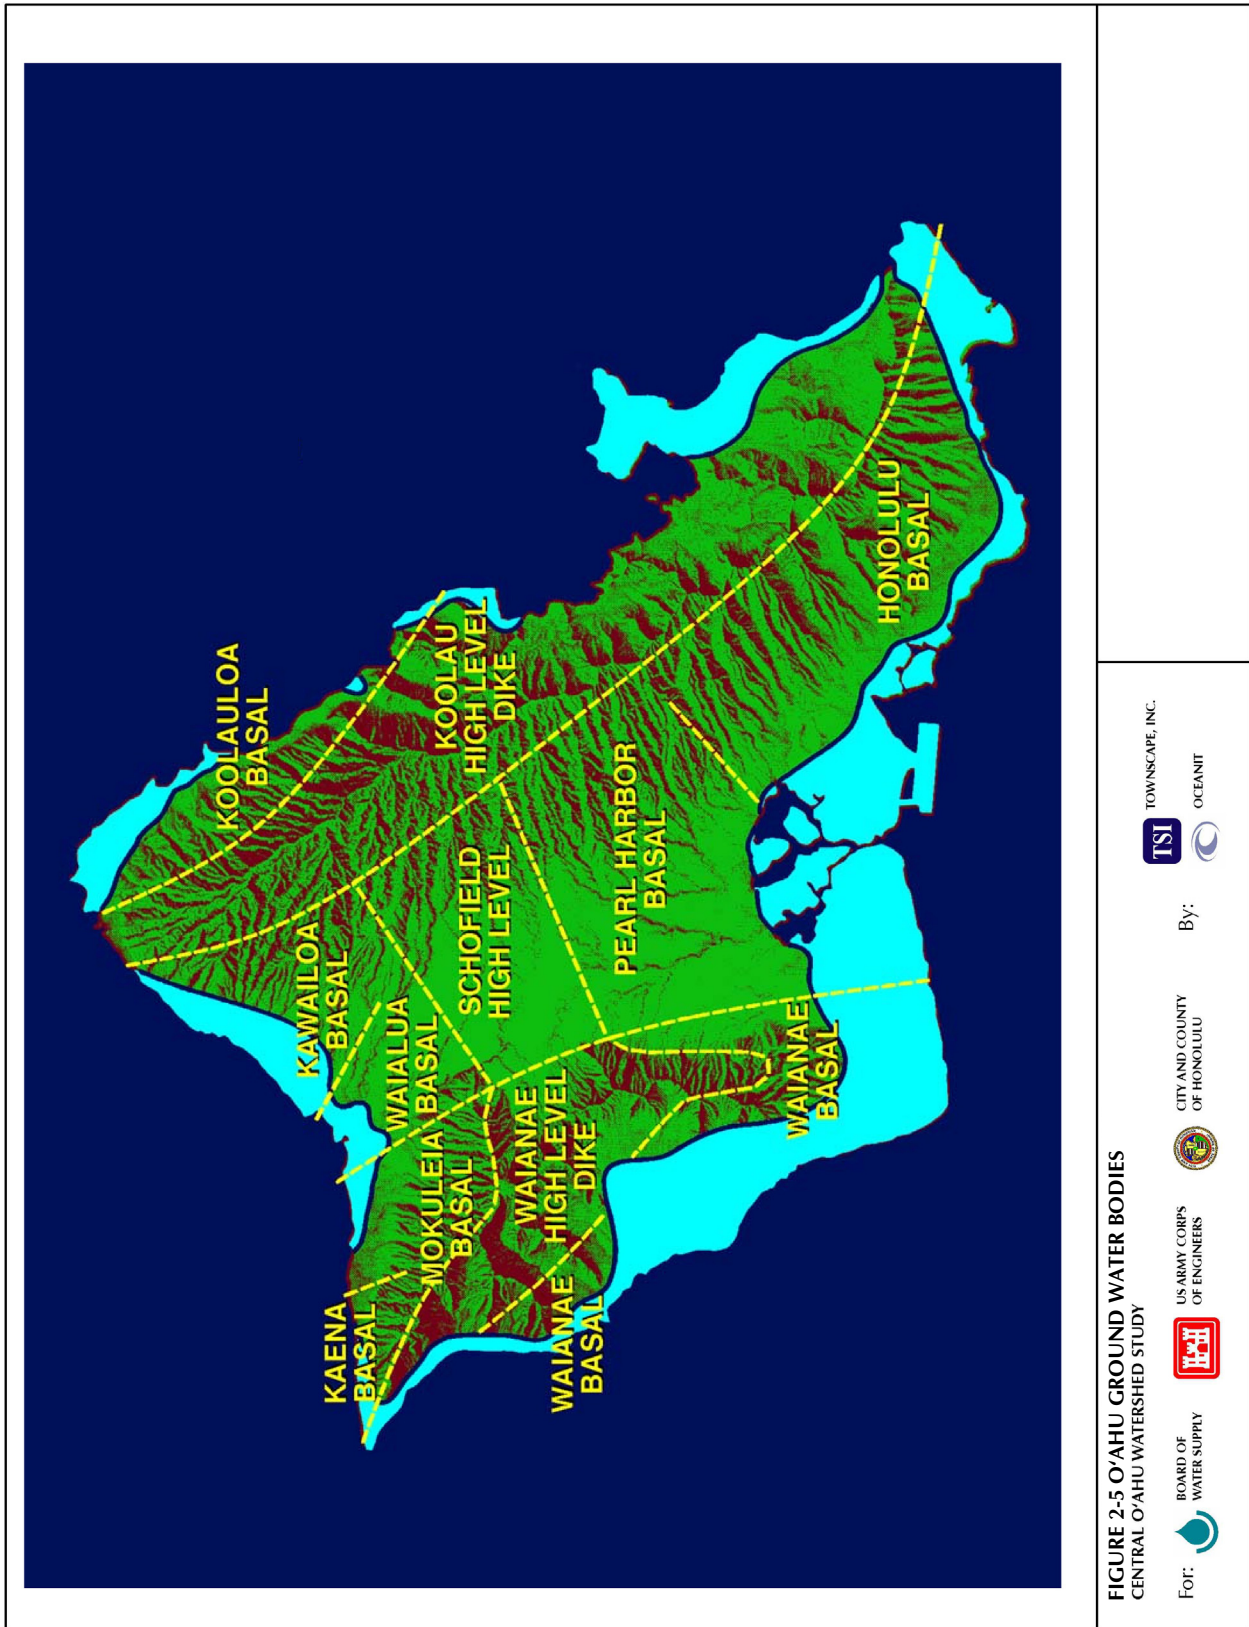 KOOLAULOA
BASAL
KAWAILOA
BASAL
WAIALUA
BASAL
MOKULEIA
BASAL
KAENA
BASAL
KOOLAU
HIGH LEVEL
DIKE
SCHOFIELD
HIGH LEVEL
WAIANAE
HIGH LEVEL
DIKE
WAIANAE
BASAL
PEARL HARBOR
BASAL
WAIANAE
BASAL
HONOLULU
BASAL
FIGURE 2-5 O‘AHU GROUND WATER BODIES
CENTRAL O‘AHU WATERSHED STUDY
For:
BOARD OF
WATER SUPPLY
US ARMY CORPS
OF ENGINEERS
CITY AND COUNTY
OF HONOLULU
By:
TSI
TOWNSCAPE, INC.
OCEANIT